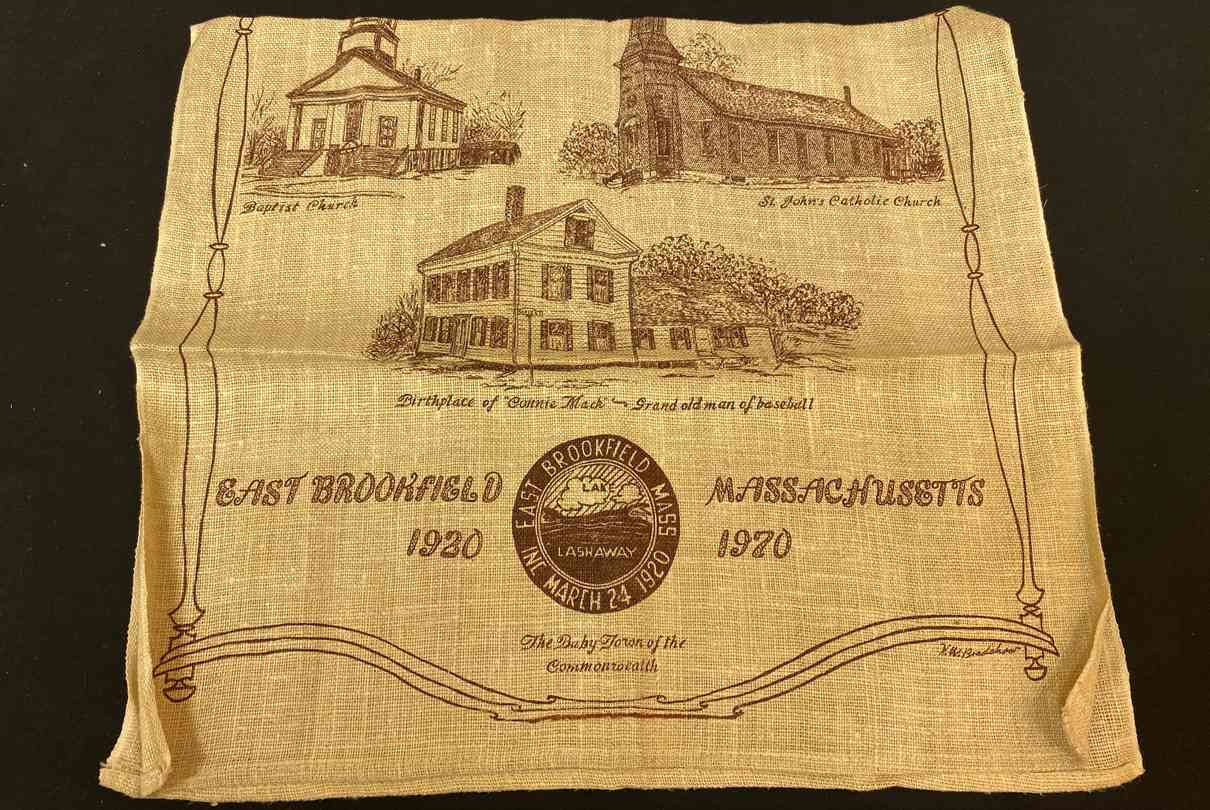 Baptist Church
St. John's Catholic Church
Birthplace of "Connie Mack" ~ Grand old man of baseball
EAST BROOKFIELD
MASSACHUSETTS
1920
1970
EAST BROOKFIELD MASS
INC MARCH 24 1920
LAKE
LASHAWAY
The Baby Town of the
Commonwealth
V.W. Bradshaw